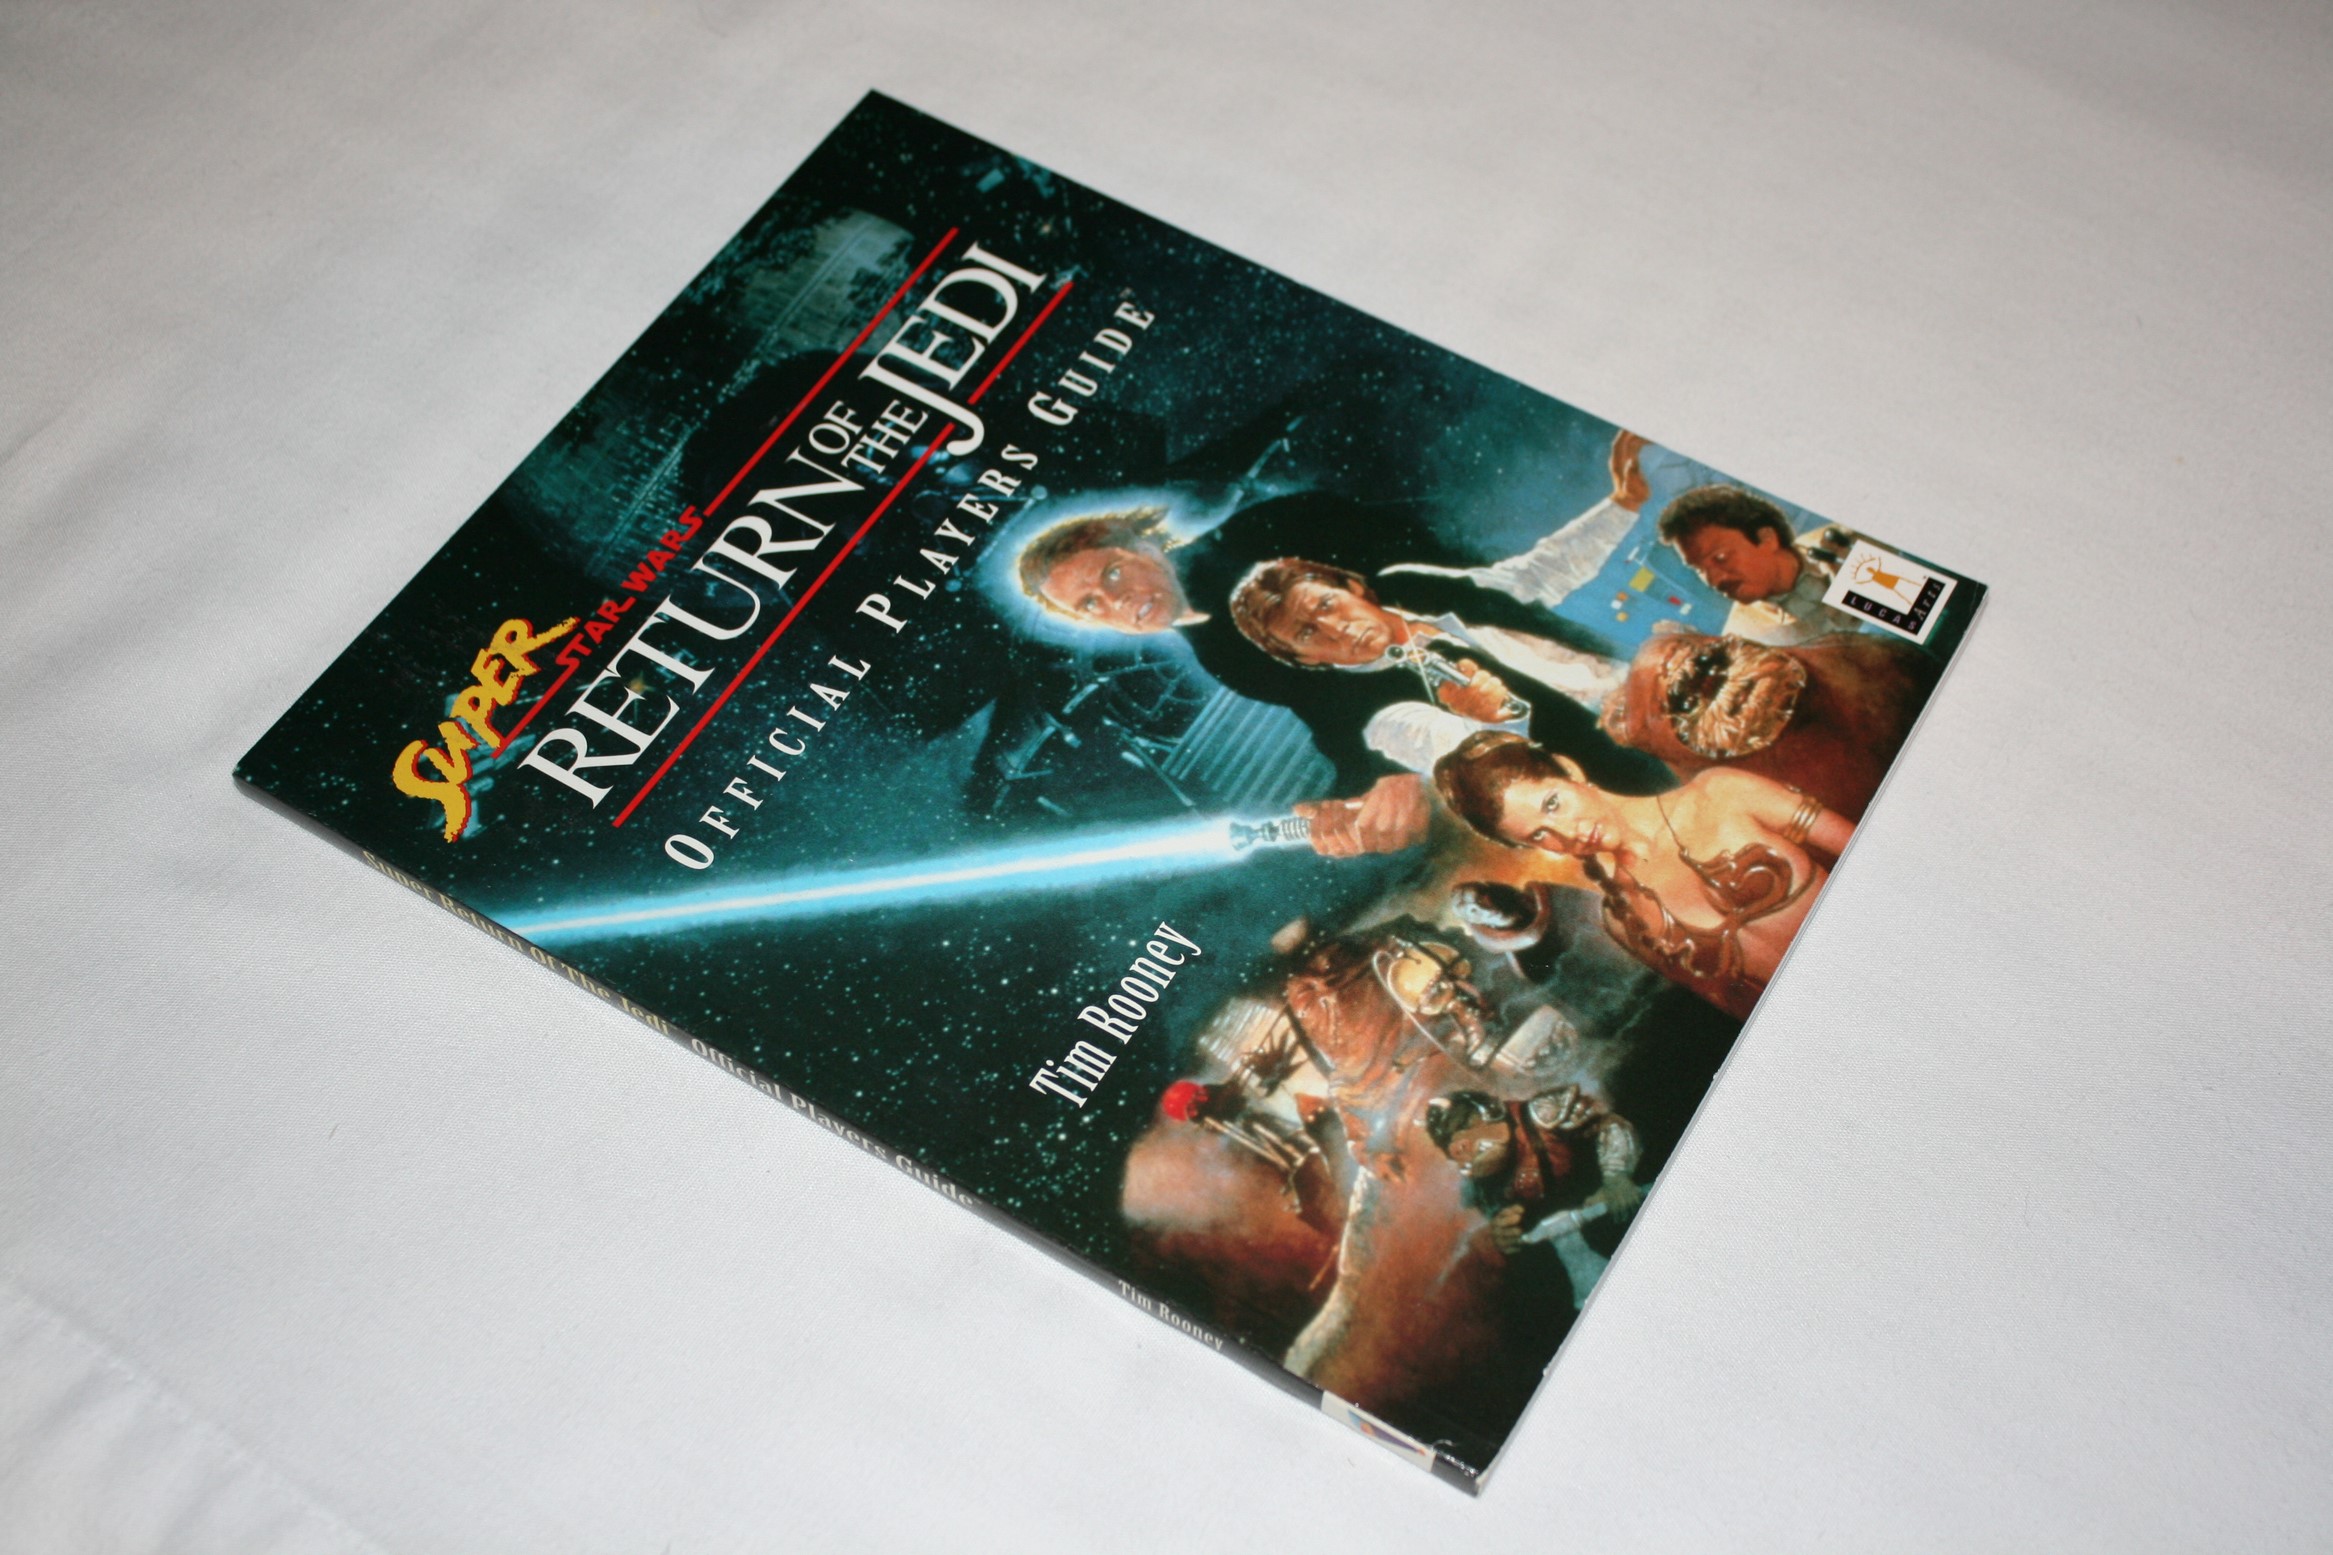 SUPER
STAR WARS
RETURN OF THE JEDI
OFFICIAL PLAYERS GUIDE™
Tim Rooney
LUCASArts
Super Return Of The Jedi Official Players Guide Tim Rooney